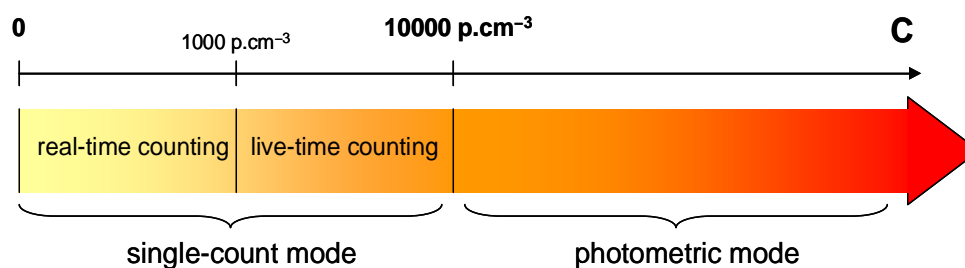 0 1000 p.cm⁻³ 10000 p.cm⁻³ C
real-time counting live-time counting
single-count mode photometric mode